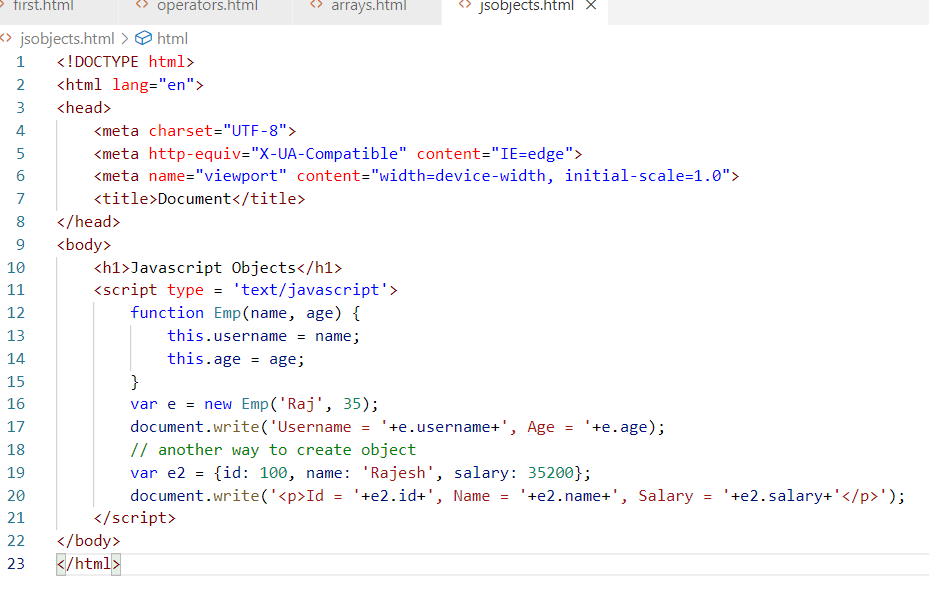 first.html operators.html arrays.html jsobjects.html
jsobjects.html > html
1 <!DOCTYPE html>
2 <html lang="en">
3 <head>
4     <meta charset="UTF-8">
5     <meta http-equiv="X-UA-Compatible" content="IE=edge">
6     <meta name="viewport" content="width=device-width, initial-scale=1.0">
7     <title>Document</title>
8 </head>
9 <body>
10     <h1>Javascript Objects</h1>
11     <script type = 'text/javascript'>
12         function Emp(name, age) {
13             this.username = name;
14             this.age = age;
15         }
16         var e = new Emp('Raj', 35);
17         document.write('Username = '+e.username+', Age = '+e.age);
18         // another way to create object
19         var e2 = {id: 100, name: 'Rajesh', salary: 35200};
20         document.write('<p>Id = '+e2.id+', Name = '+e2.name+', Salary = '+e2.salary+'</p>');
21     </script>
22 </body>
23 </html>